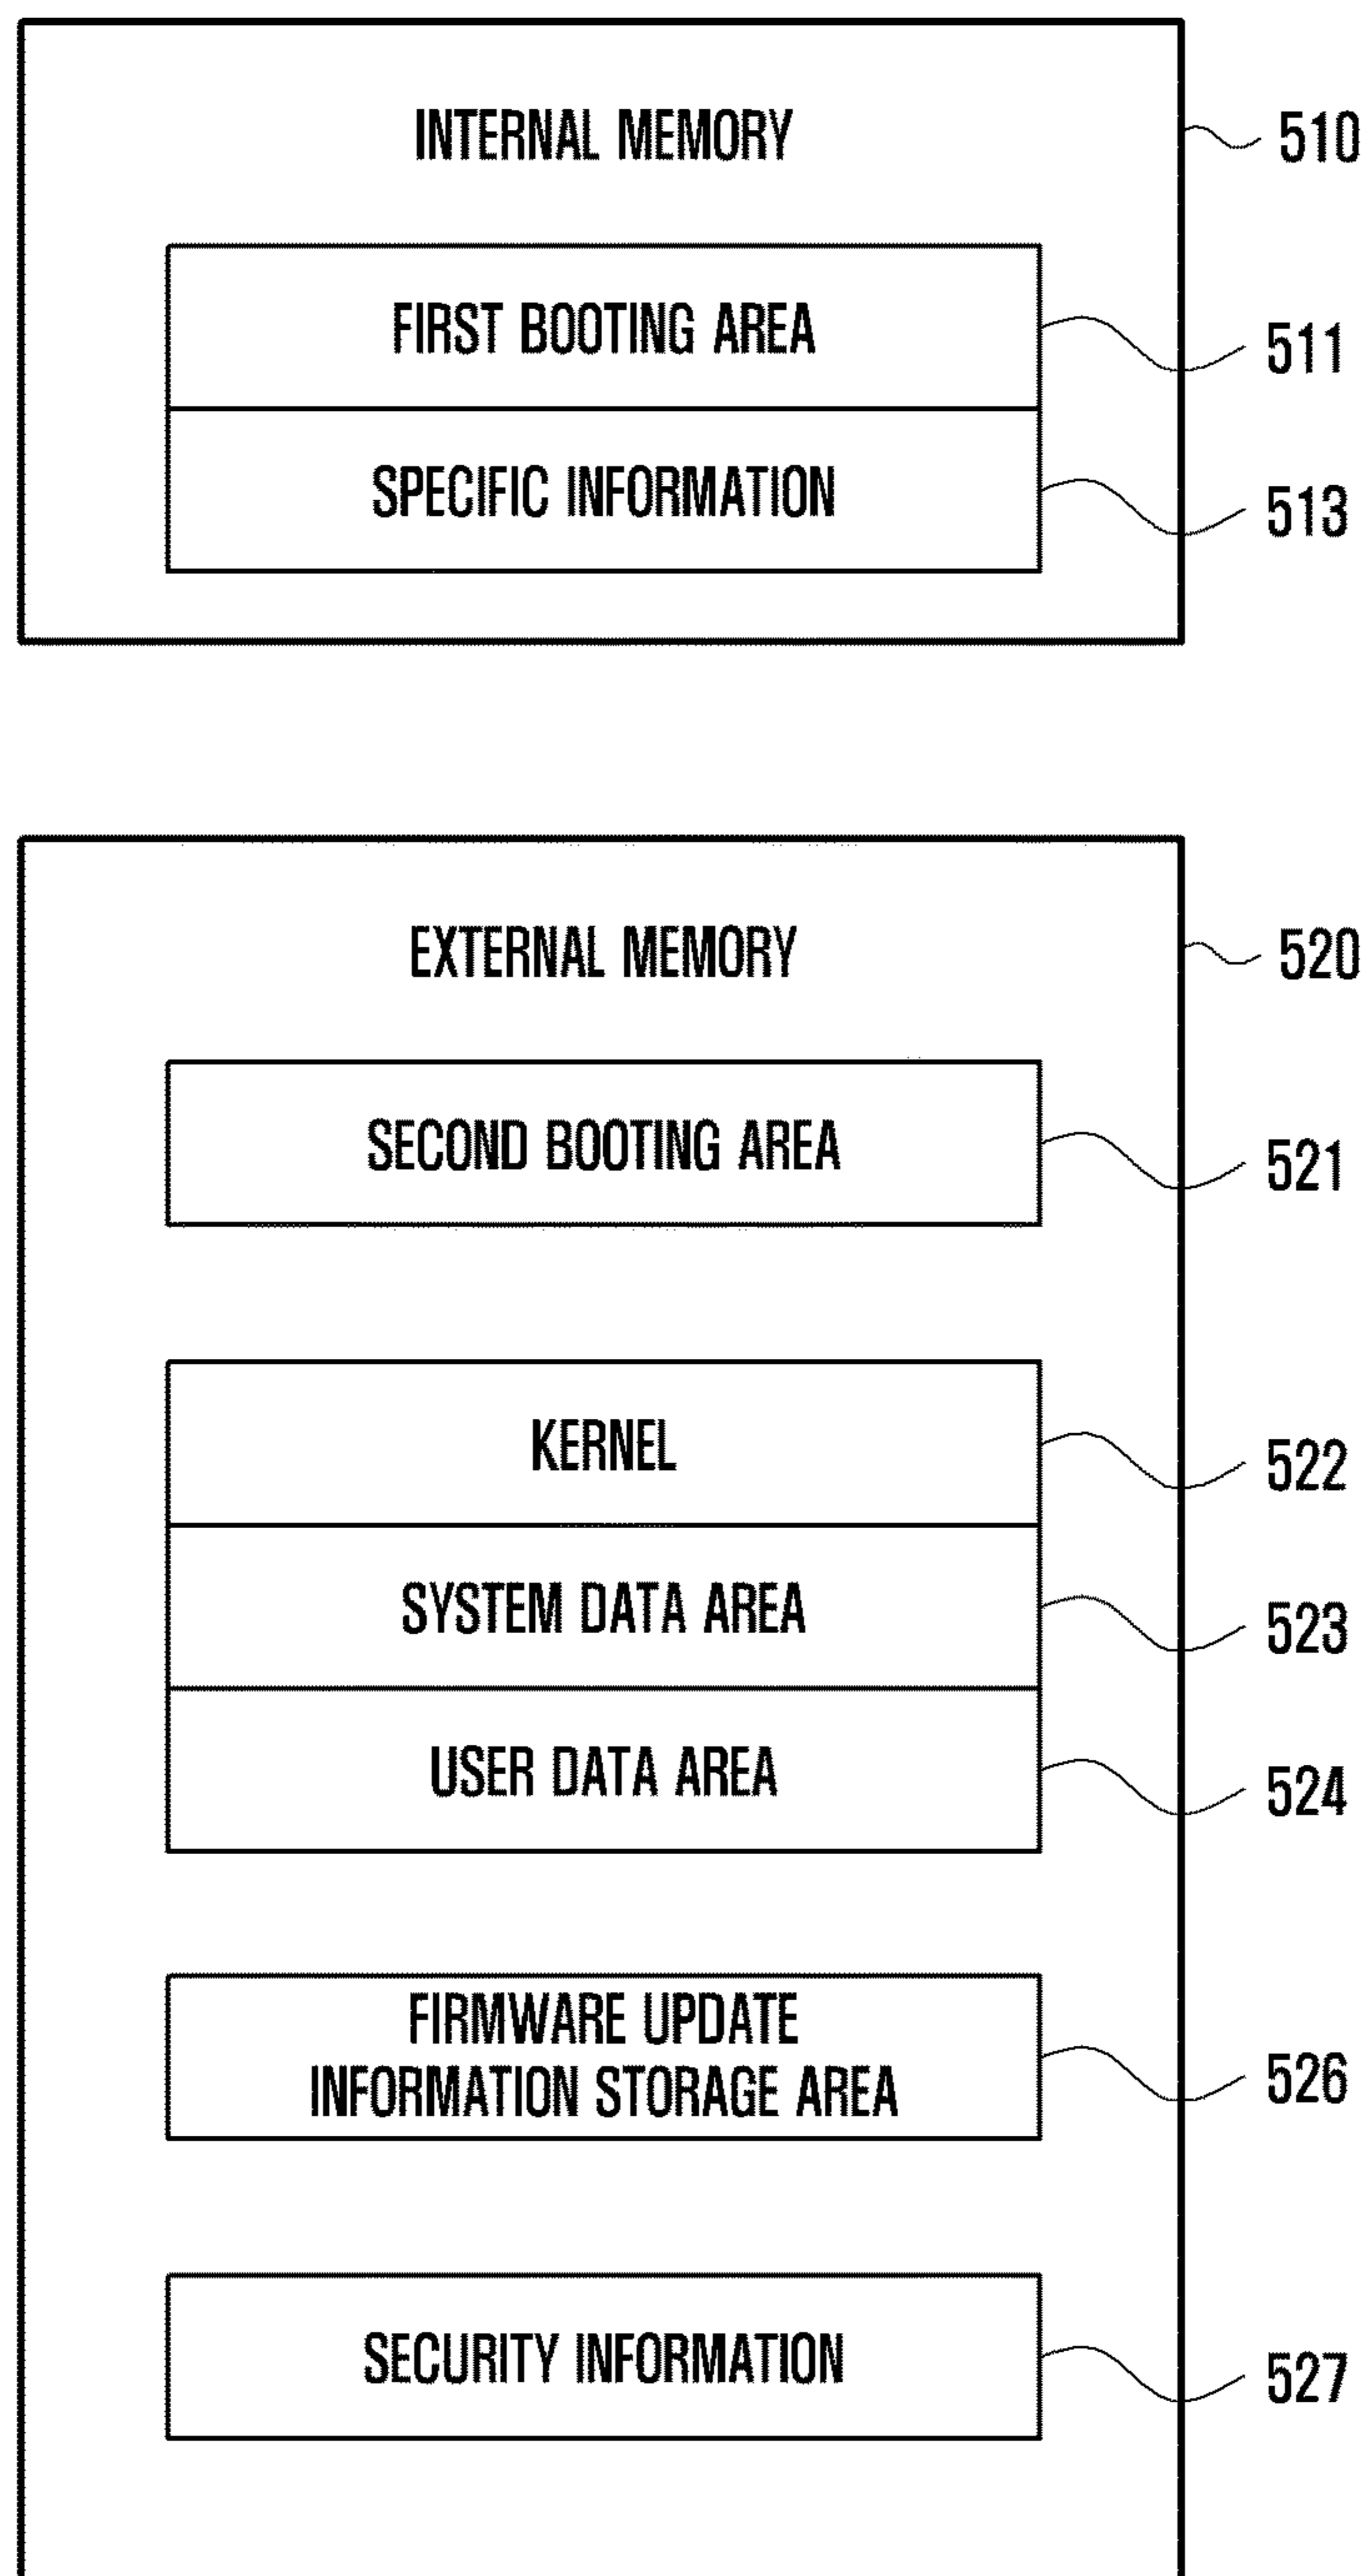 INTERNAL MEMORY 510
FIRST BOOTING AREA 511
SPECIFIC INFORMATION 513
EXTERNAL MEMORY 520
SECOND BOOTING AREA 521
KERNEL 522
SYSTEM DATA AREA 523
USER DATA AREA 524
FIRMWARE UPDATE
INFORMATION STORAGE AREA 526
SECURITY INFORMATION 527